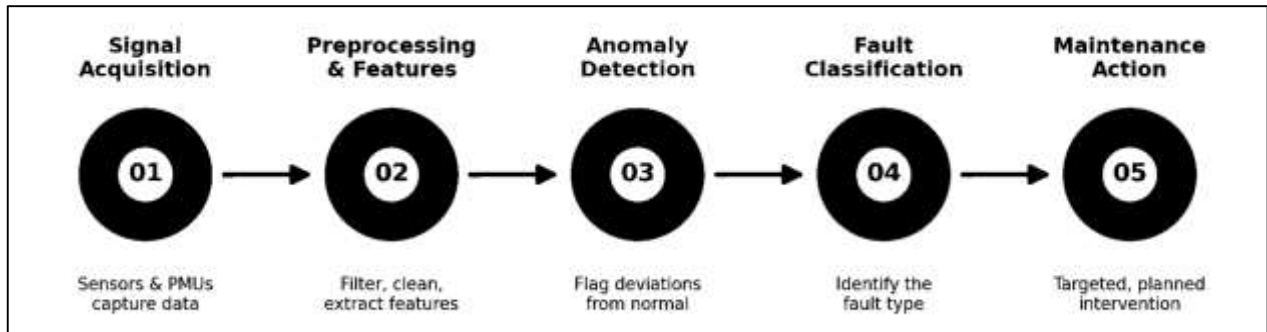 Signal
Acquisition
Preprocessing
& Features
Anomaly
Detection
Fault
Classification
Maintenance
Action
01
02
03
04
05
Sensors & PMUs
capture data
Filter, clean,
extract features
Flag deviations
from normal
Identify the
fault type
Targeted, planned
intervention